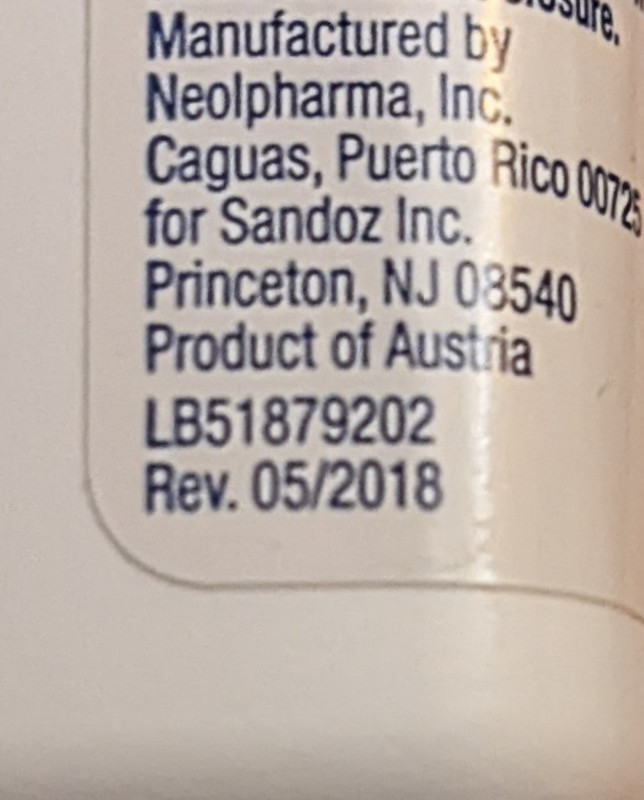 Manufactured by
Neolpharma, Inc.
Caguas, Puerto Rico 00725
for Sandoz Inc.
Princeton, NJ 08540
Product of Austria
LB51879202
Rev. 05/2018